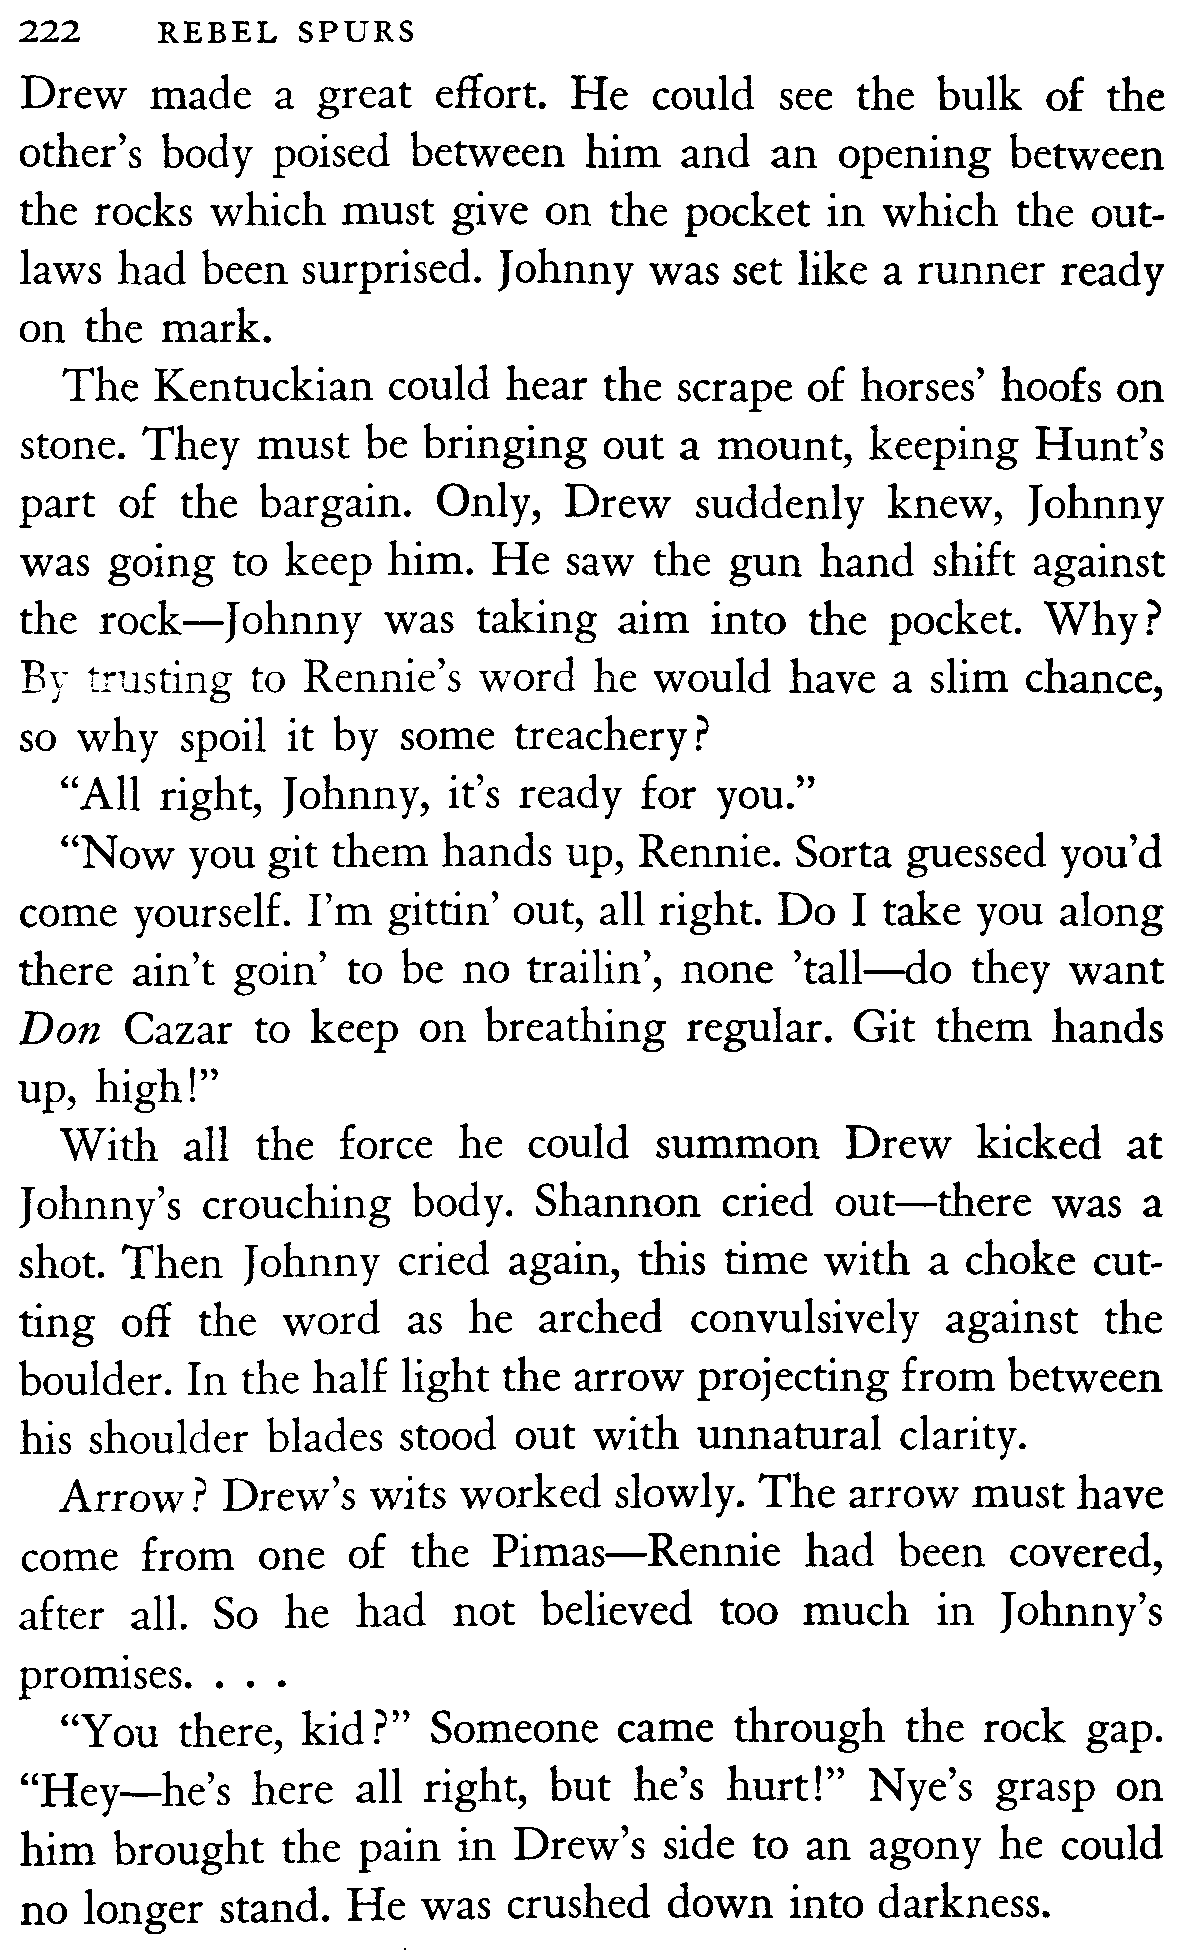 222 REBEL SPURS
Drew made a great effort. He could see the bulk of the
other’s body poised between him and an opening between
the rocks which must give on the pocket in which the out-
laws had been surprised. Johnny was set like a runner ready
on the mark.
The Kentuckian could hear the scrape of horses’ hoofs on
stone. They must be bringing out a mount, keeping Hunt’s
part of the bargain. Only, Drew suddenly knew, Johnny
was going to keep him. He saw the gun hand shift against
the rock—Johnny was taking aim into the pocket. Why?
By trusting to Rennie’s word he would have a slim chance,
so why spoil it by some treachery?
“All right, Johnny, it’s ready for you.”
“Now you git them hands up, Rennie. Sorta guessed you’d
come yourself. I’m gittin’ out, all right. Do I take you along
there ain’t goin’ to be no trailin’, none ’tall—do they want
Don Cazar to keep on breathing regular. Git them hands
up, high!”
With all the force he could summon Drew kicked at
Johnny’s crouching body. Shannon cried out—there was a
shot. Then Johnny cried again, this time with a choke cut-
ting off the word as he arched convulsively against the
boulder. In the half light the arrow projecting from between
his shoulder blades stood out with unnatural clarity.
Arrow? Drew’s wits worked slowly. The arrow must have
come from one of the Pimas—Rennie had been covered,
after all. So he had not believed too much in Johnny’s
promises. . . .
“You there, kid?” Someone came through the rock gap.
“Hey—he’s here all right, but he’s hurt!” Nye’s grasp on
him brought the pain in Drew’s side to an agony he could
no longer stand. He was crushed down into darkness.